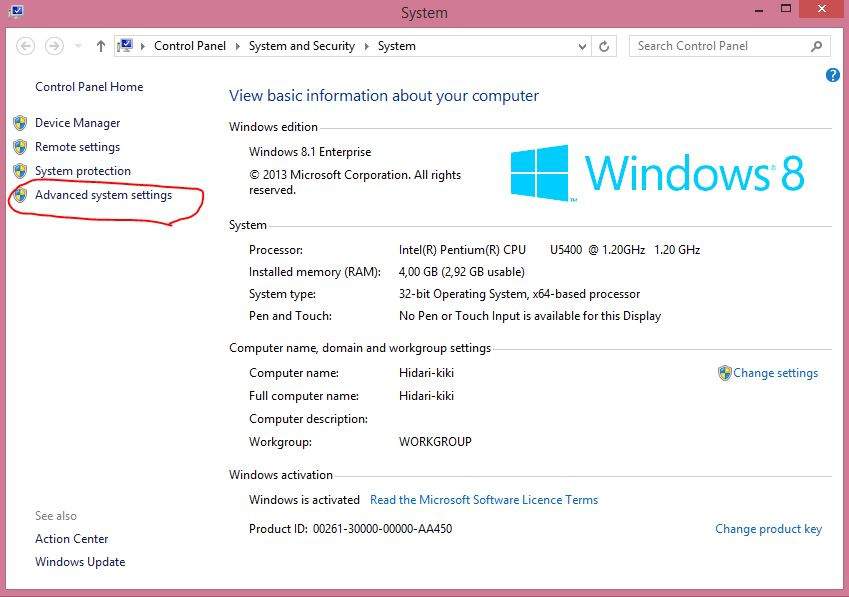 System
Control Panel System and Security System
Search Control Panel
Control Panel Home
Device Manager
Remote settings
System protection
Advanced system settings
See also
Action Center
Windows Update
?
View basic information about your computer
Windows edition
Windows 8.1 Enterprise
© 2013 Microsoft Corporation. All rights
reserved.
Windows® 8
™
System
Processor: Intel(R) Pentium(R) CPU U5400 @ 1.20GHz 1.20 GHz
Installed memory (RAM): 4,00 GB (2,92 GB usable)
System type: 32-bit Operating System, x64-based processor
Pen and Touch: No Pen or Touch Input is available for this Display
Computer name, domain and workgroup settings
Computer name: Hidari-kiki Change settings
Full computer name: Hidari-kiki
Computer description:
Workgroup: WORKGROUP
Windows activation
Windows is activated Read the Microsoft Software Licence Terms
Product ID: 00261-30000-00000-AA450 Change product key